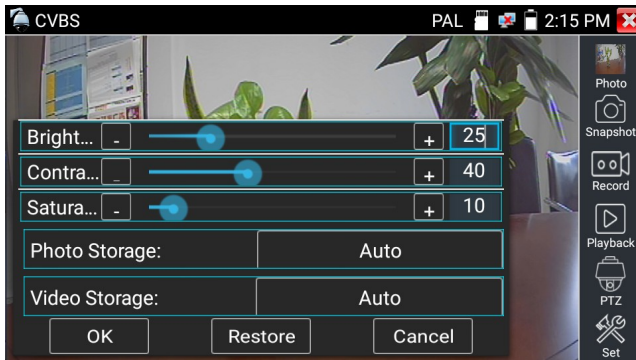 CVBS PAL 2:15 PM
Photo
Snapshot
Record
Playback
PTZ
Set
Bright... - + 25
Contra... - + 40
Satura... - + 10
Photo Storage: Auto
Video Storage: Auto
OK Restore Cancel